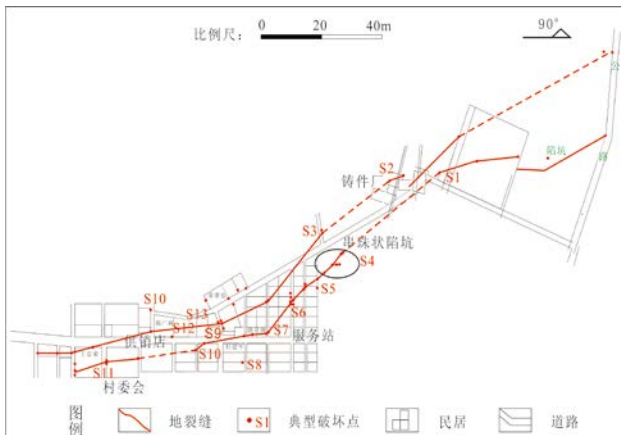 比例尺：
0 20 40m
90°
公
路
陷坑
铸件厂
S2
S1
S3
串珠状陷坑
S4
S5
S6
S10
S13
S12
S9
供销店
S7
服务站
S10
S8
S11
村委会
图例
地裂缝
S1
典型破坏点
民居
道路